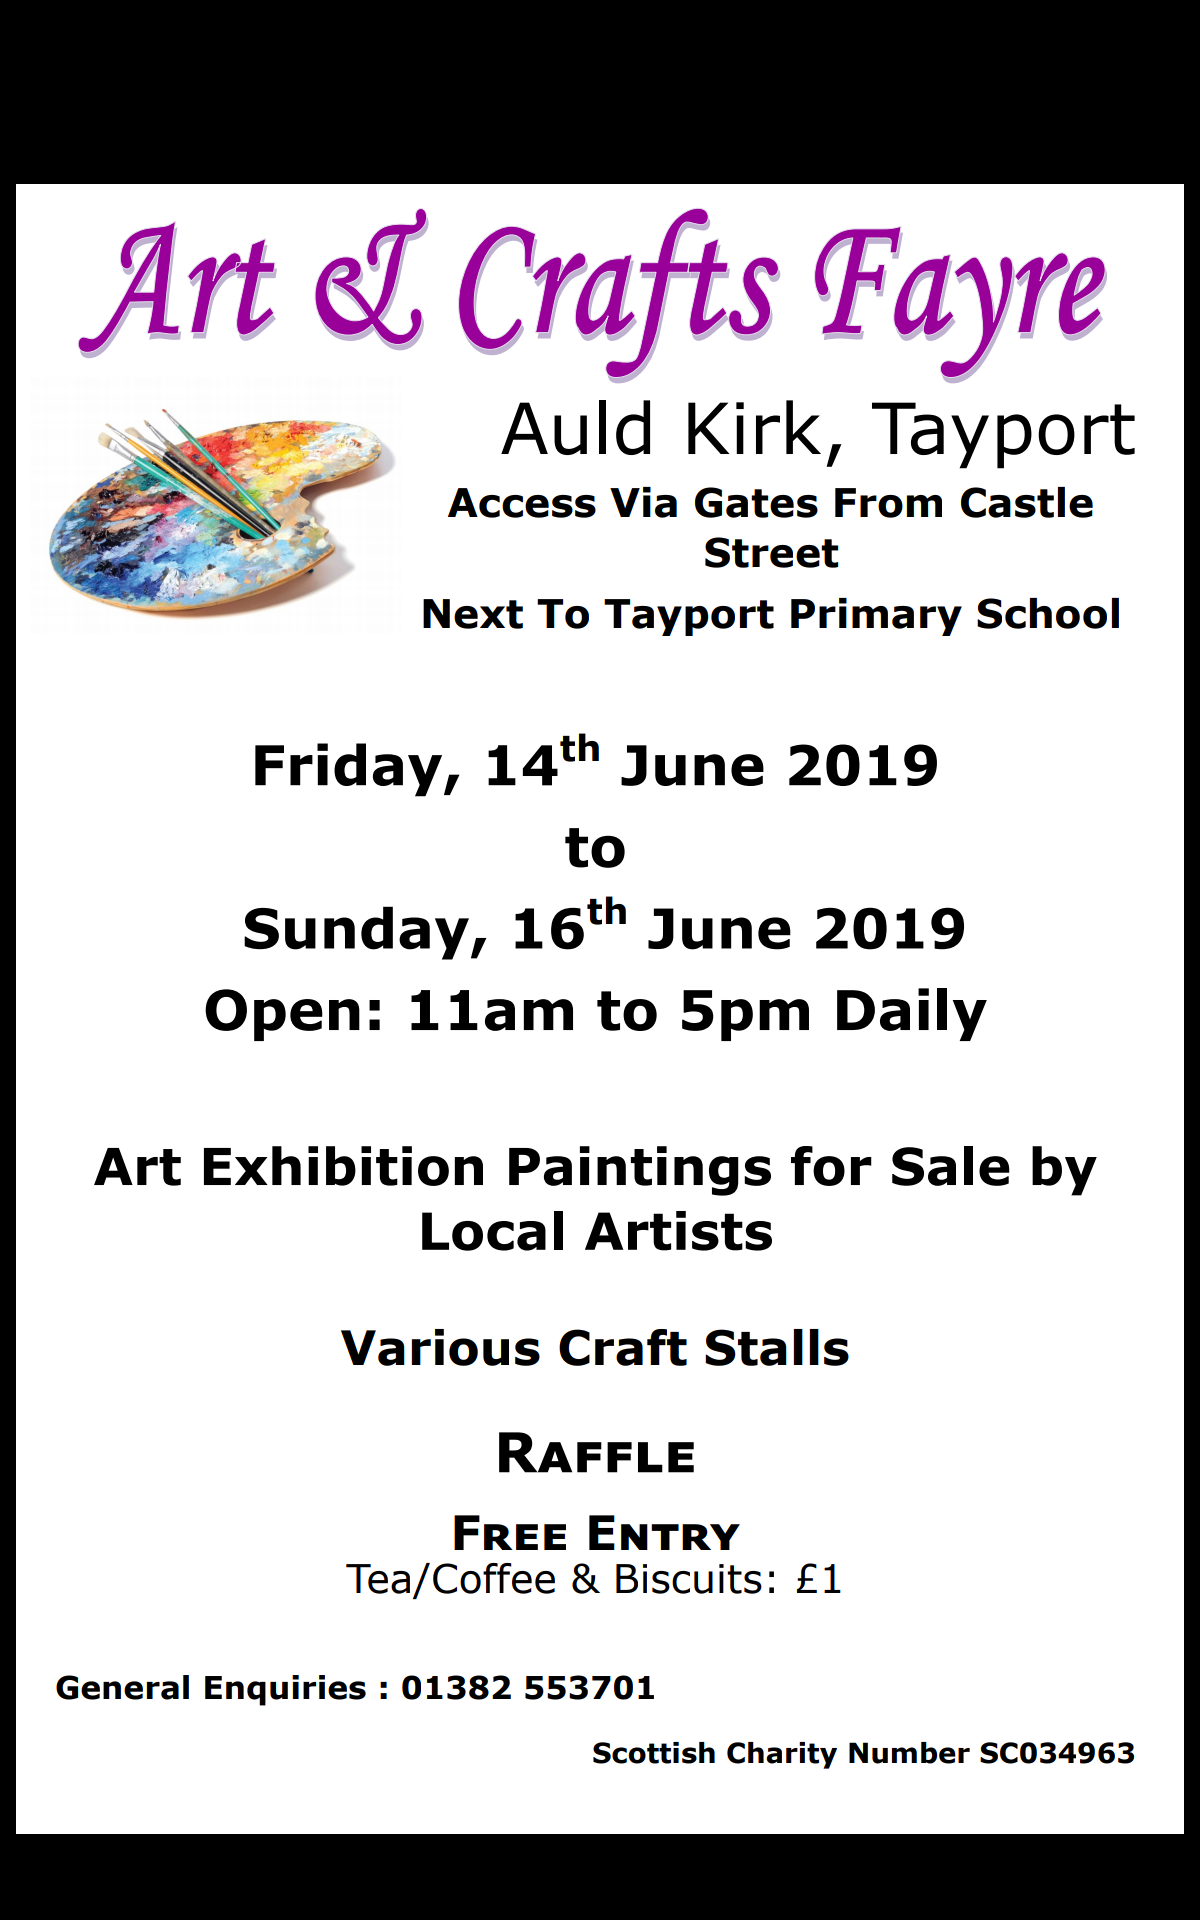 Art & Crafts Fayre
Auld Kirk, Tayport
Access Via Gates From Castle
Street
Next To Tayport Primary School
Friday, 14th June 2019
to
Sunday, 16th June 2019
Open: 11am to 5pm Daily
Art Exhibition Paintings for Sale by
Local Artists
Various Craft Stalls
Raffle
Free Entry
Tea/Coffee & Biscuits: £1
General Enquiries : 01382 553701
Scottish Charity Number SC034963